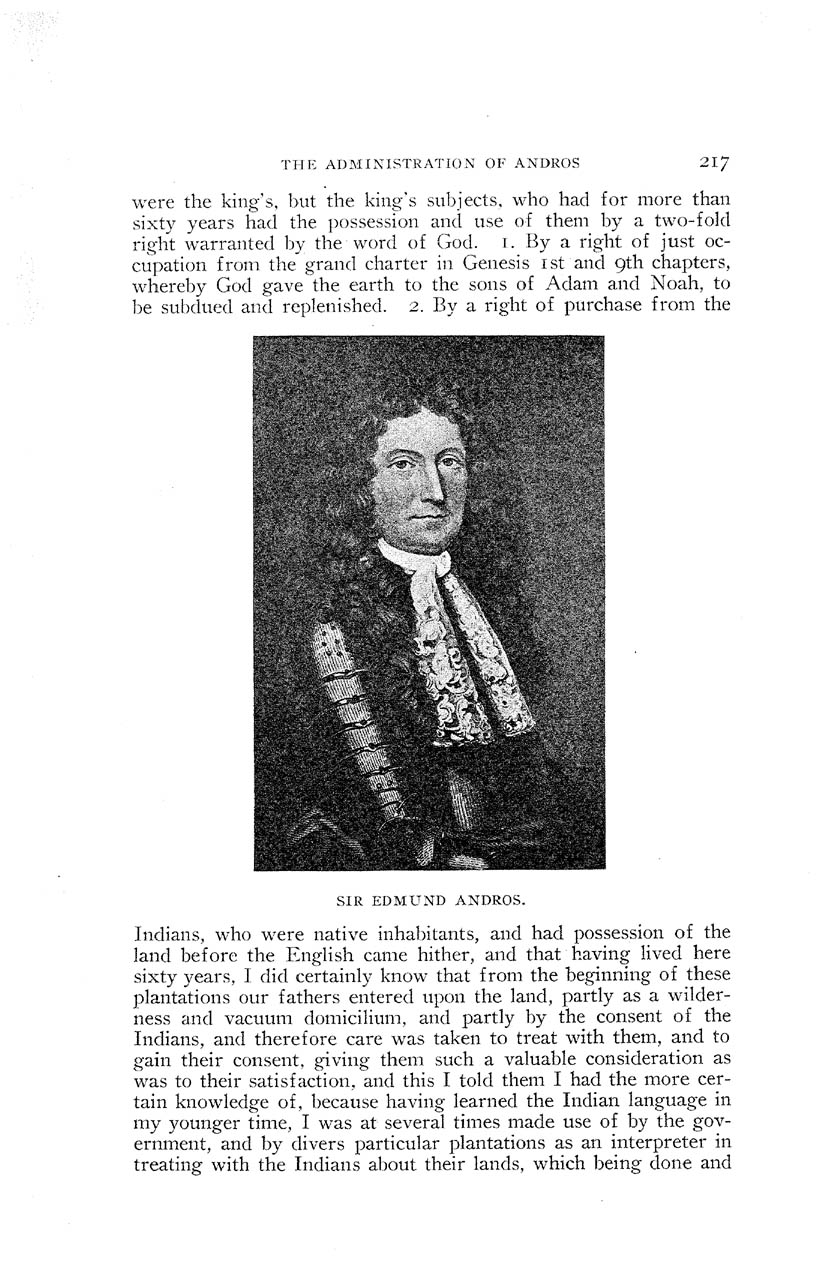 THE ADMINISTRATION OF ANDROS 217
were the king's, but the king's subjects, who had for more than
sixty years had the possession and use of them by a two-fold
right warranted by the word of God. 1. By a right of just oc-
cupation from the grand charter in Genesis 1st and 9th chapters,
whereby God gave the earth to the sons of Adam and Noah, to
be subdued and replenished. 2. By a right of purchase from the
SIR EDMUND ANDROS.
Indians, who were native inhabitants, and had possession of the
land before the English came hither, and that having lived here
sixty years, I did certainly know that from the beginning of these
plantations our fathers entered upon the land, partly as a wilder-
ness and vacuum domicilium, and partly by the consent of the
Indians, and therefore care was taken to treat with them, and to
gain their consent, giving them such a valuable consideration as
was to their satisfaction, and this I told them I had the more cer-
tain knowledge of, because having learned the Indian language in
my younger time, I was at several times made use of by the gov-
ernment, and by divers particular plantations as an interpreter in
treating with the Indians about their lands, which being done and